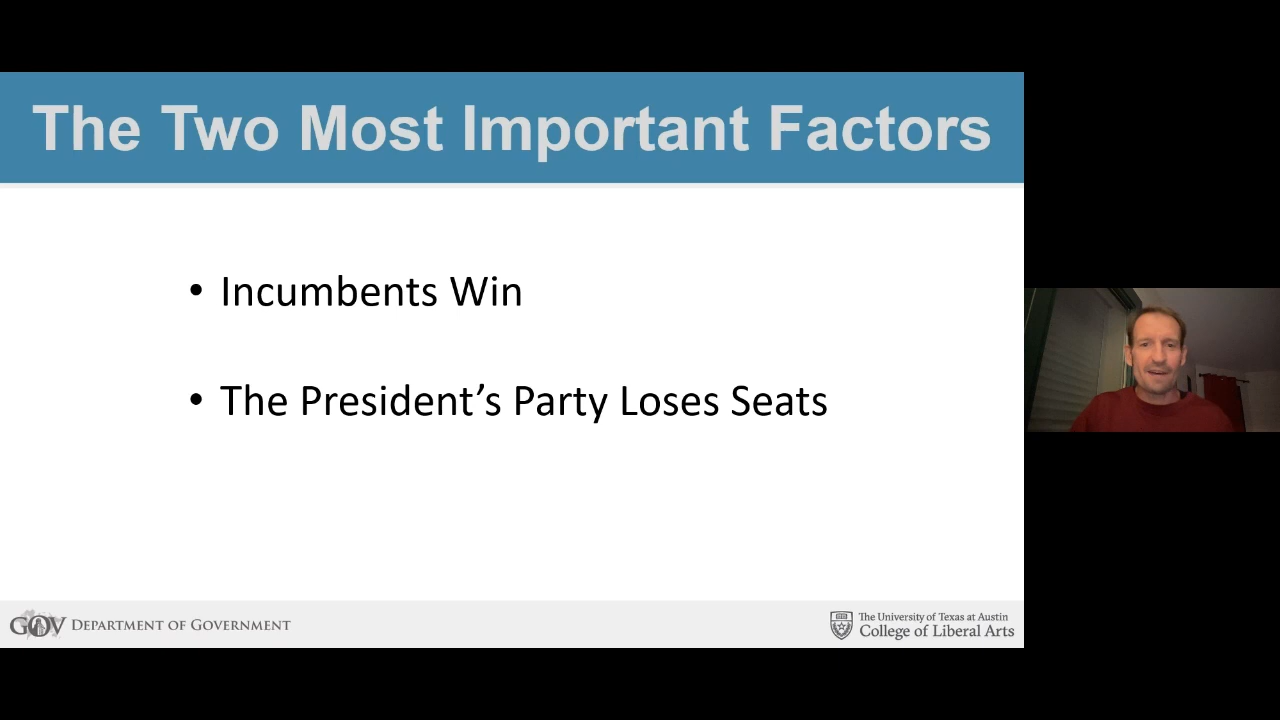 The Two Most Important Factors
• Incumbents Win
• The President’s Party Loses Seats
GOV DEPARTMENT OF GOVERNMENT
The University of Texas at Austin
College of Liberal Arts